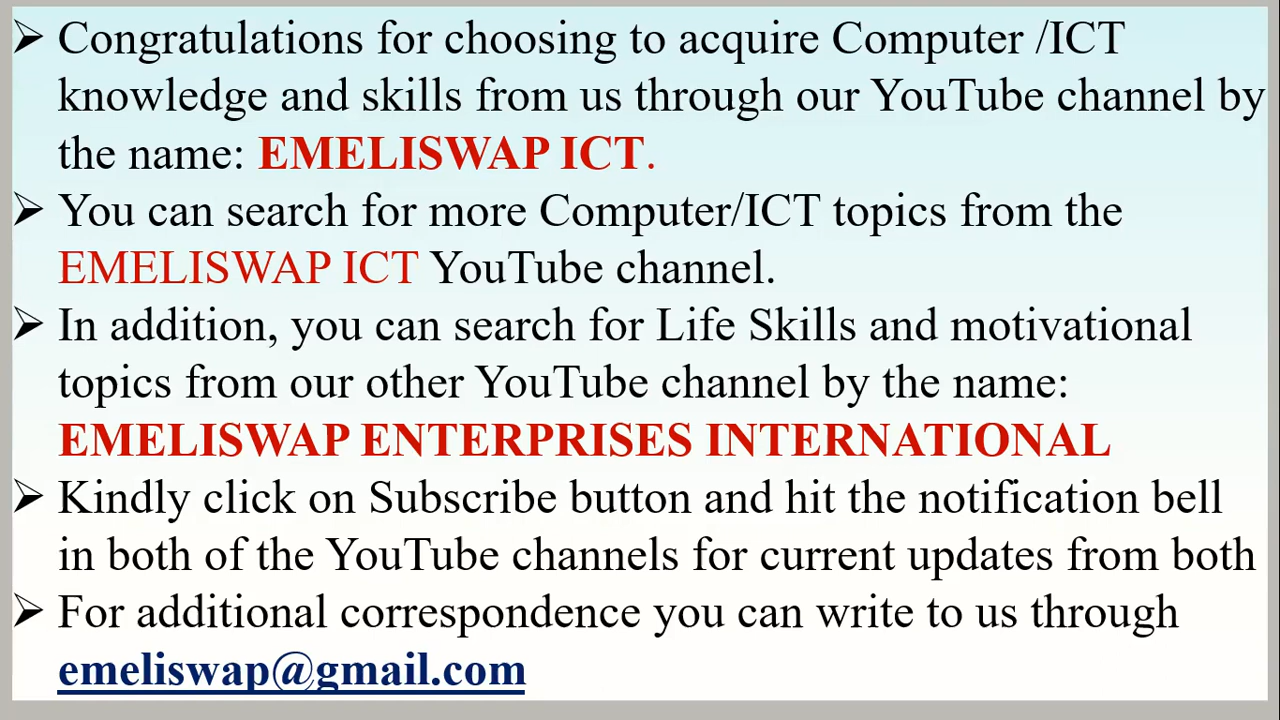 ➢ Congratulations for choosing to acquire Computer /ICT
knowledge and skills from us through our YouTube channel by
the name: EMELISWAP ICT.
➢ You can search for more Computer/ICT topics from the
EMELISWAP ICT YouTube channel.
➢ In addition, you can search for Life Skills and motivational
topics from our other YouTube channel by the name:
EMELISWAP ENTERPRISES INTERNATIONAL
➢ Kindly click on Subscribe button and hit the notification bell
in both of the YouTube channels for current updates from both
➢ For additional correspondence you can write to us through
emeliswap@gmail.com